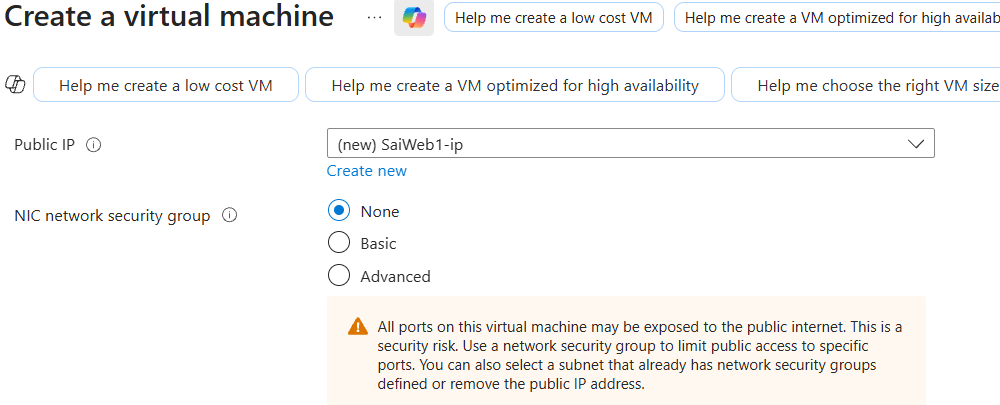 Create a virtual machine ... Help me create a low cost VM Help me create a VM optimized for high availab
Help me create a low cost VM Help me create a VM optimized for high availability Help me choose the right VM size
Public IP (new) SaiWeb1-ip
Create new
NIC network security group None
Basic
Advanced
All ports on this virtual machine may be exposed to the public internet. This is a
security risk. Use a network security group to limit public access to specific
ports. You can also select a subnet that already has network security groups
defined or remove the public IP address.